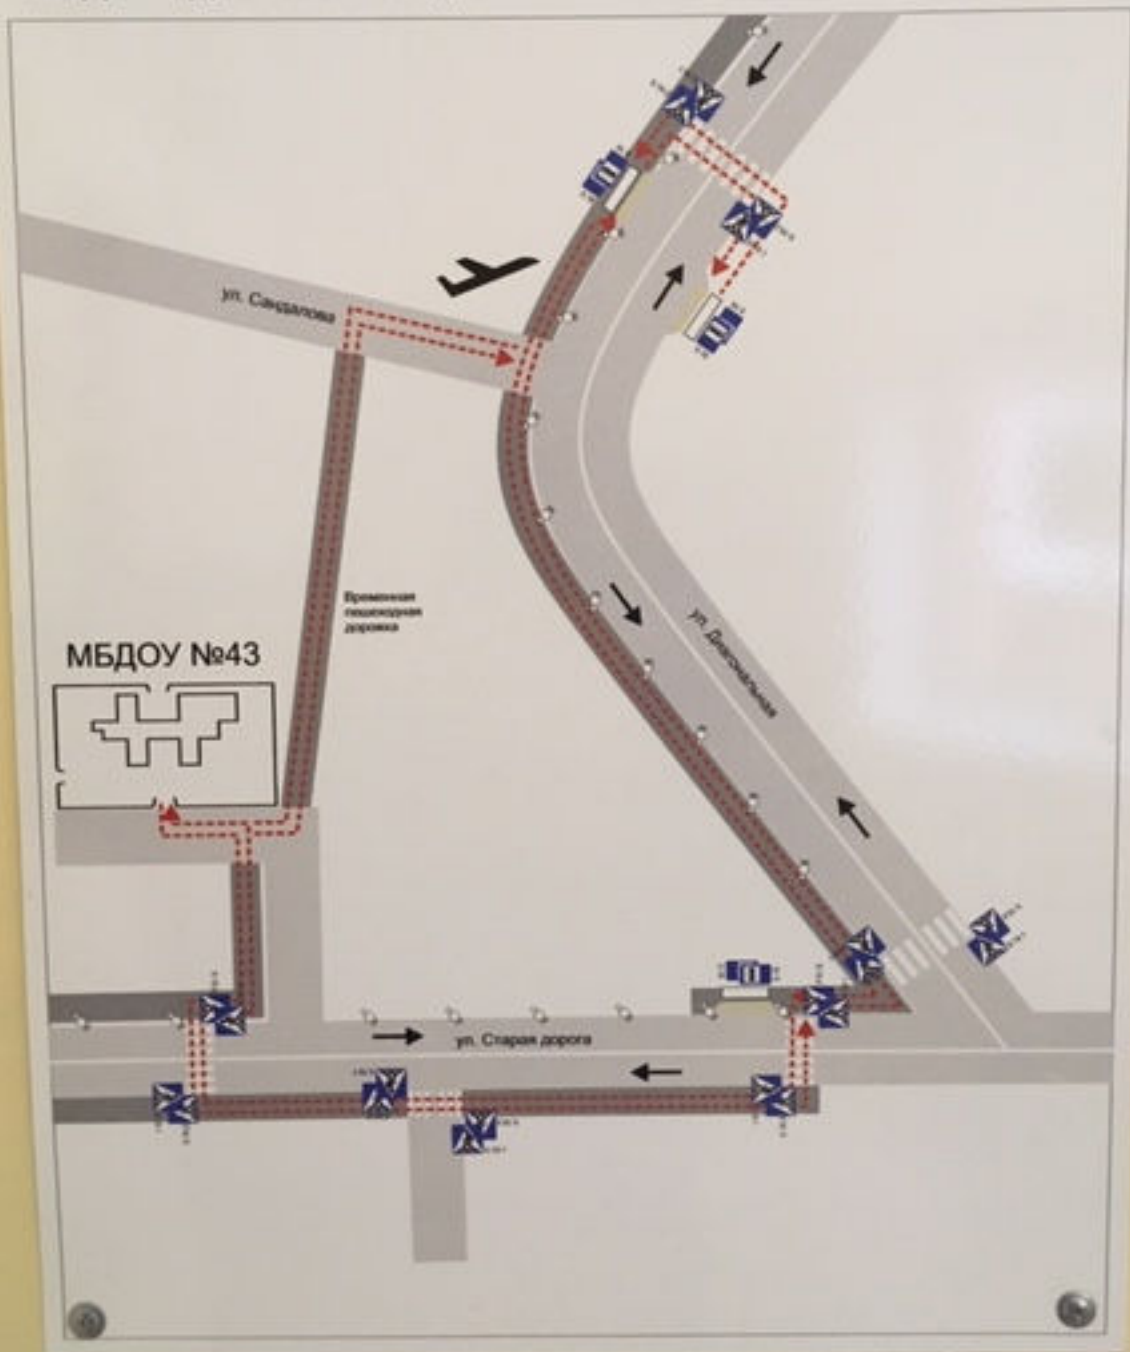 ул. Сандалова
Временная
пешеходная
дорожка
МБДОУ №43
ул. Диагональная
ул. Старая дорога